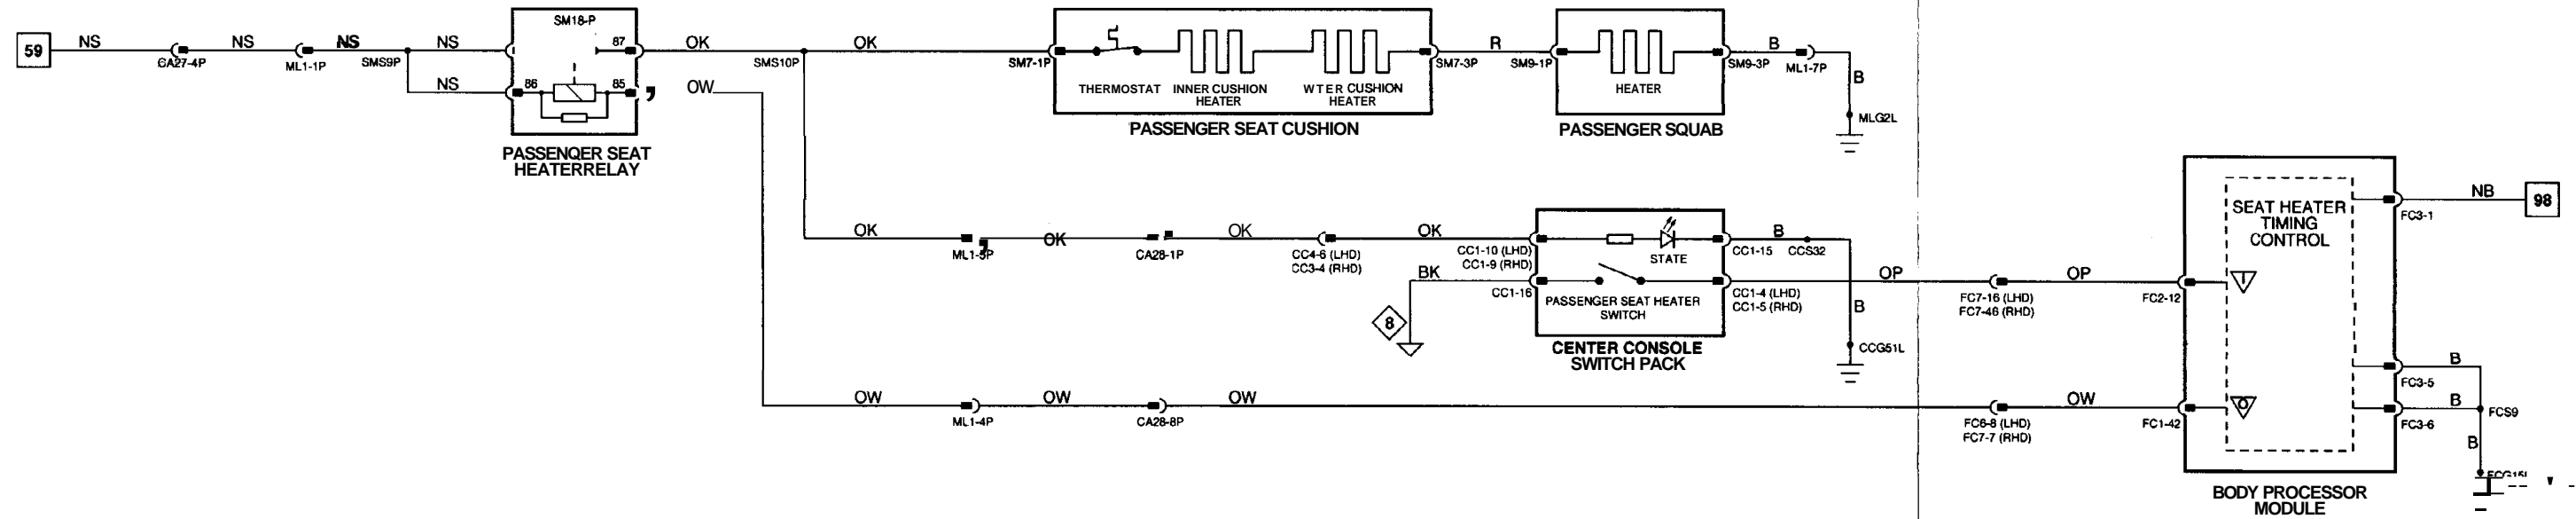 SM18-P
59
NS
NS
NS
NS
87
OK
OK
CA27-4P
ML1-1P
SMS9P
SMS10P
SM7-1P
SM7-3P
R
SM9-1P
SM9-3P
B
ML1-7P
B
NS
86
85
OW
THERMOSTAT
INNER CUSHION
HEATER
WTER CUSHION
HEATER
HEATER
MLG2L
PASSENGER SEAT CUSHION
PASSENGER SQUAB
PASSENQER SEAT
HEATERRELAY
SEAT HEATER
TIMING
CONTROL
FC3-1
NB
98
OK
OK
OK
OK
ML1-5P
CA28-1P
CC4-6 (LHD)
CC3-4 (RHD)
CC1-10 (LHD)
CC1-9 (RHD)
STATE
CC1-15
B
CCS32
BK
CC1-16
8
PASSENGER SEAT HEATER
SWITCH
CC1-4 (LHD)
CC1-5 (RHD)
B
OP
OP
FC7-16 (LHD)
FC7-46 (RHD)
FC2-12
I
CENTER CONSOLE
SWITCH PACK
CCG51L
FC3-5
B
OW
OW
OW
OW
ML1-4P
CA28-8P
FC6-8 (LHD)
FC7-7 (RHD)
FC1-42
O
FC3-6
B
FCS9
B
FCG15L
BODY PROCESSOR
MODULE